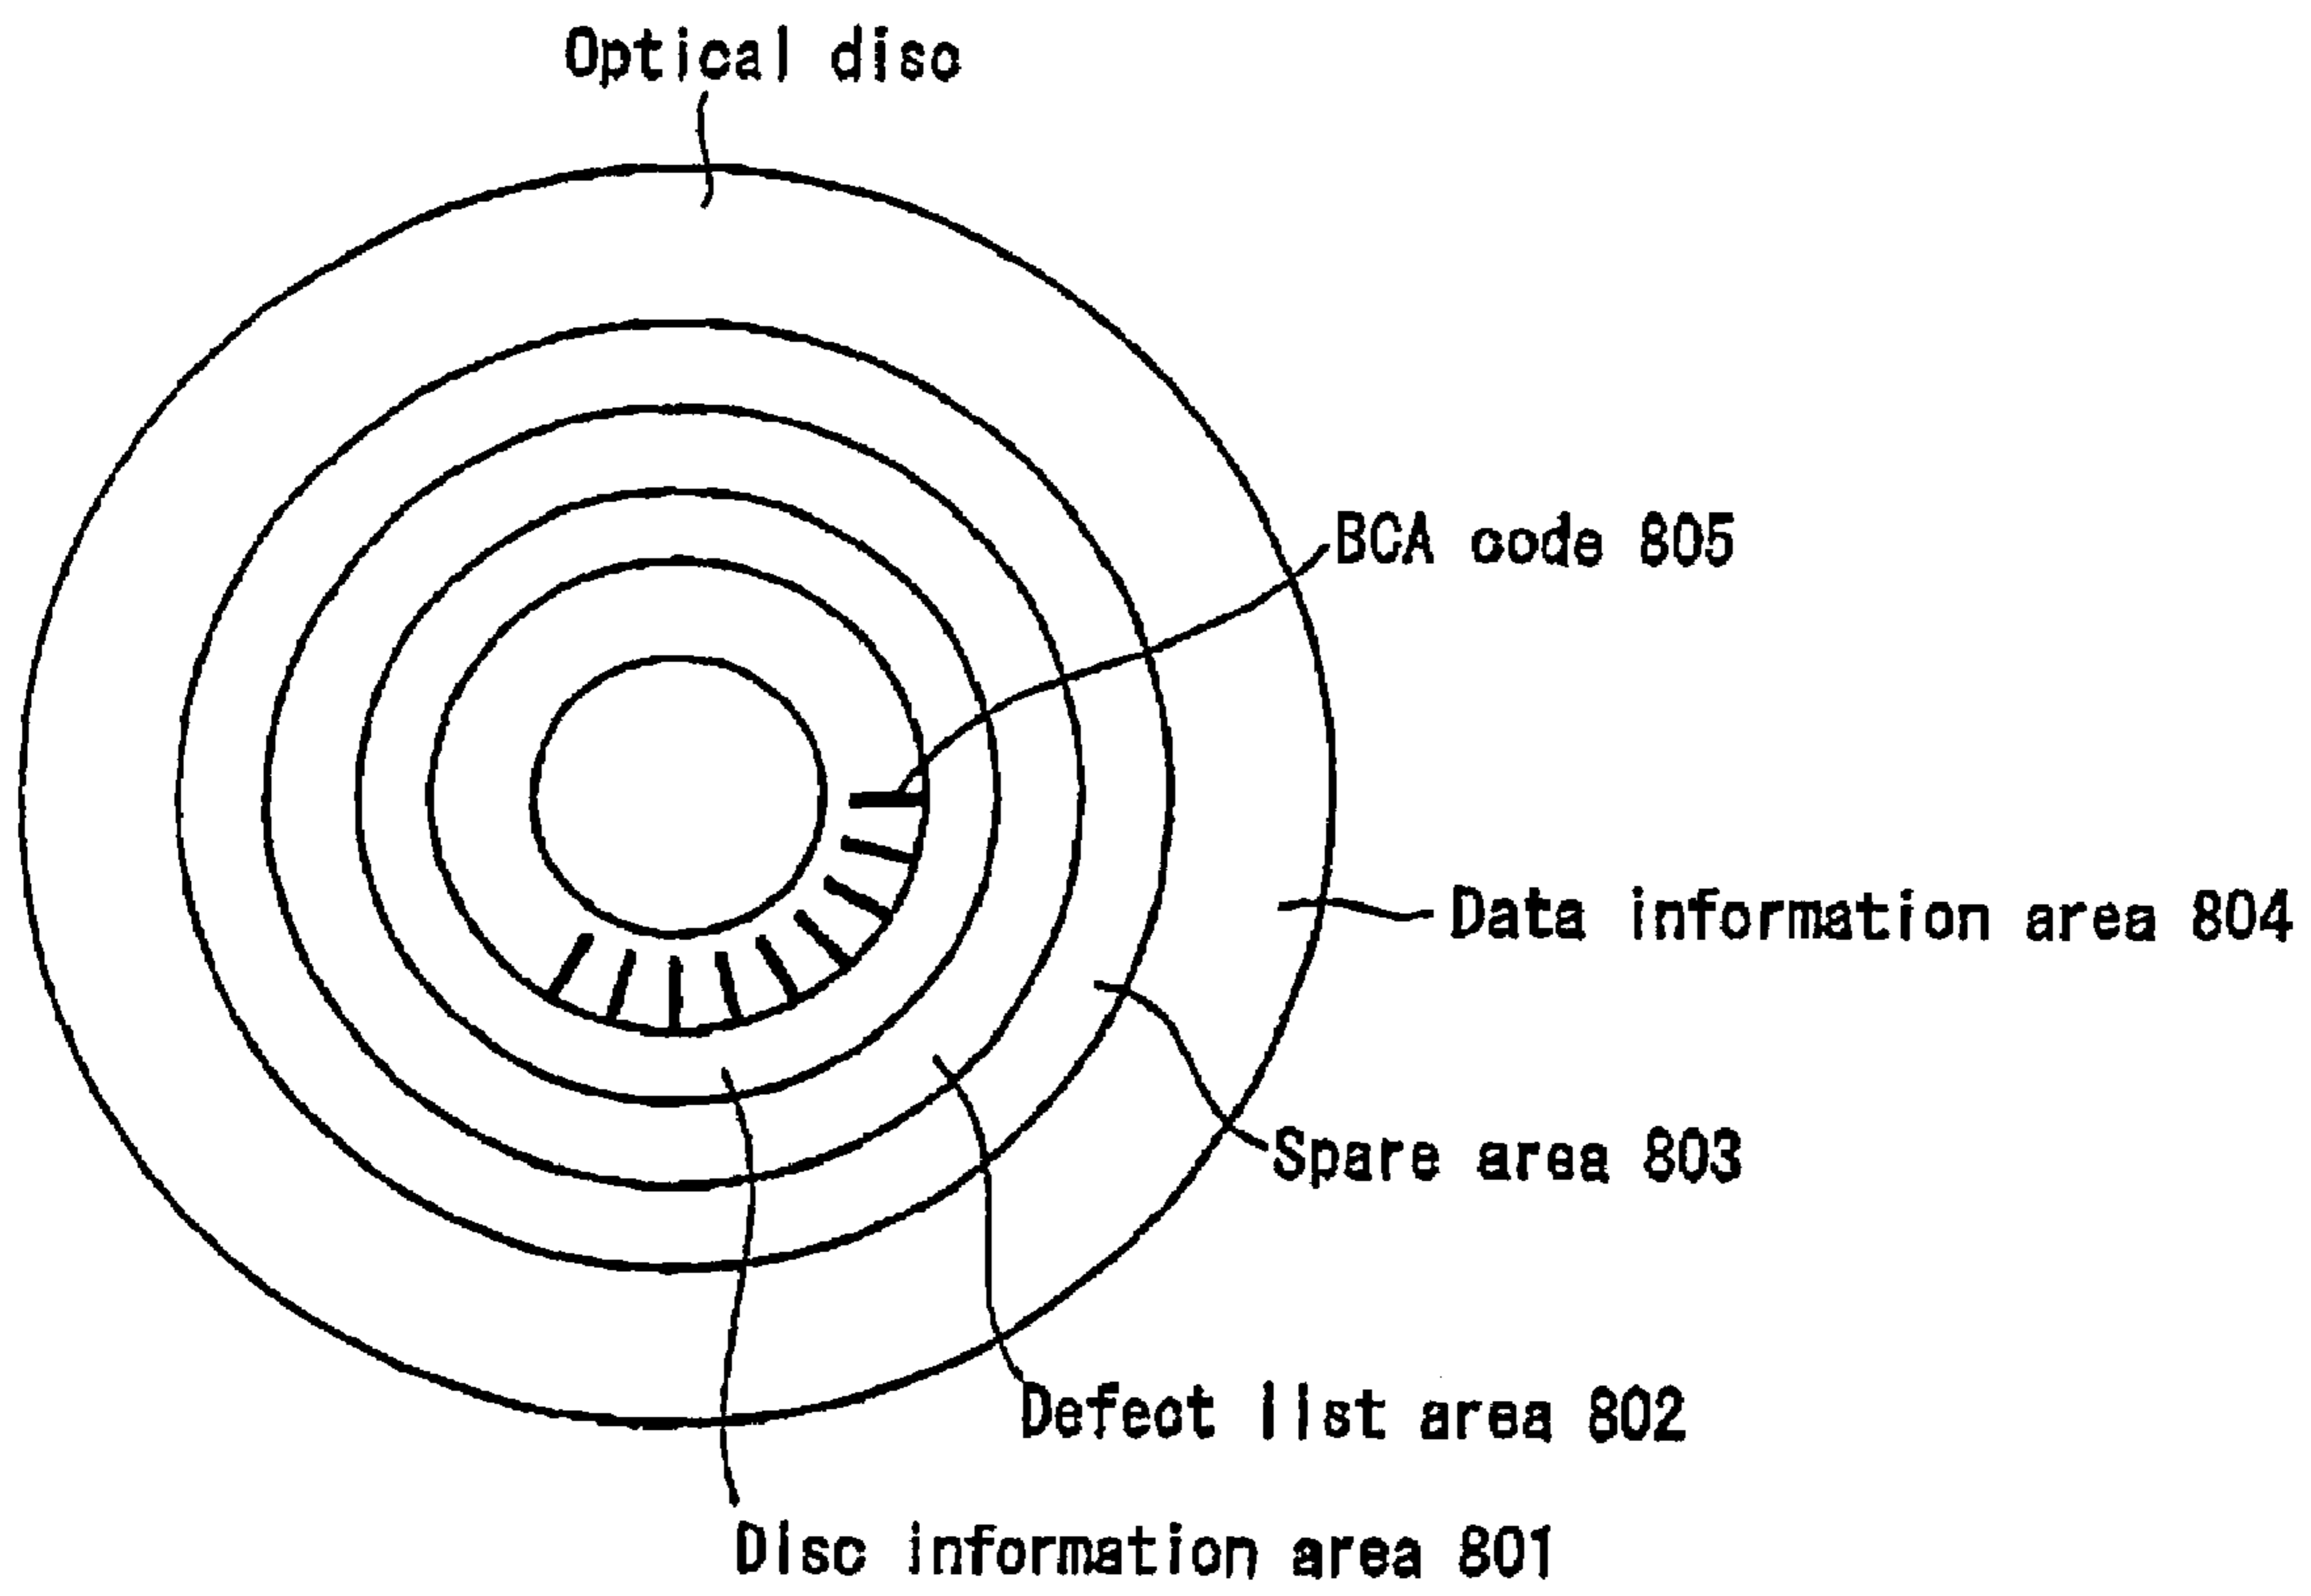 Optical disc
BCA code 805
Data information area 804
Spare area 803
Defect list area 802
Disc information area 801